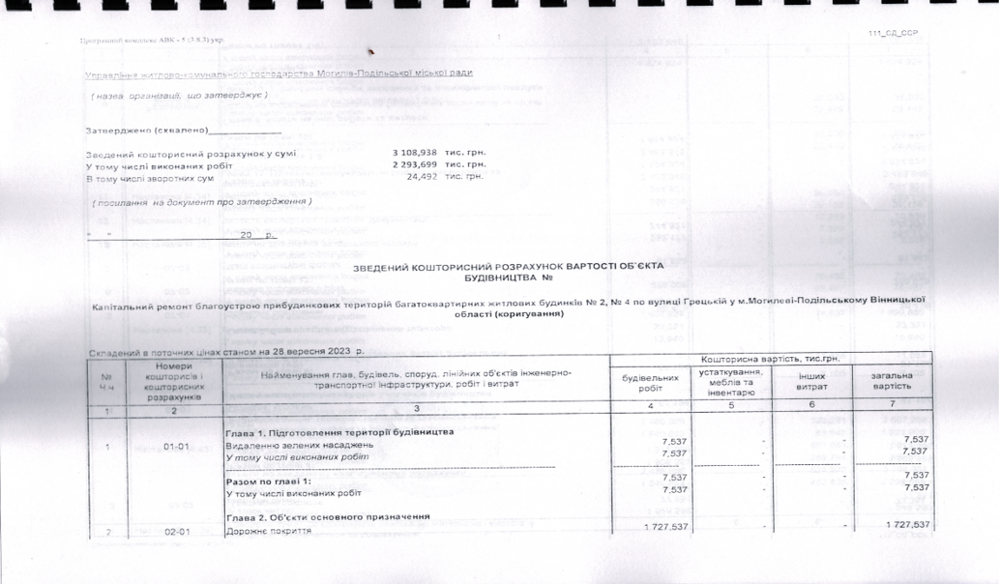 Програмний комплекс АВК - 5 (3.8.3) укр.
1
111_СД_ССР
Управління житлово-комунального господарства Могилів-Подільської міської ради
( назва організації, що затверджує )
Затверджено (схвалено)
Зведений кошторисний розрахунок у сумі 3 108,938 тис. грн.
У тому числі виконаних робіт 2 293,699 тис. грн.
В тому числі зворотних сум 24,492 тис. грн.
( посилання на документ про затвердження )
" " 20 р.
ЗВЕДЕНИЙ КОШТОРИСНИЙ РОЗРАХУНОК ВАРТОСТІ ОБ'ЄКТА
БУДІВНИЦТВА №
Капітальний ремонт благоустрою прибудинкових територій багатоквартирних житлових будинків № 2, № 4 по вулиці Грецькій у м.Могилеві-Подільському Вінницької
області (коригування)
Складений в поточних цінах станом на 28 вересня 2023 р.
№
Ч.ч
Номери
кошторисів і
кошторисних
розрахунків
Найменування глав, будівель, споруд, лінійних об'єктів інженерно-
транспортної інфраструктури, робіт і витрат
Кошторисна вартість, тис.грн.
будівельних
робіт
устаткування,
меблів та
інвентарю
інших
витрат
загальна
вартість
1 2 3 4 5 6 7
Глава 1. Підготовлення території будівництва
1 01-01 Видаленню зелених насаджень 7,537 - - 7,537
У тому числі виконаних робіт 7,537 - - 7,537
Разом по главі 1: 7,537 - - 7,537
У тому числі виконаних робіт 7,537 - - 7,537
Глава 2. Об'єкти основного призначення
2 02-01 Дорожнє покриття 1 727,537 - - 1 727,537